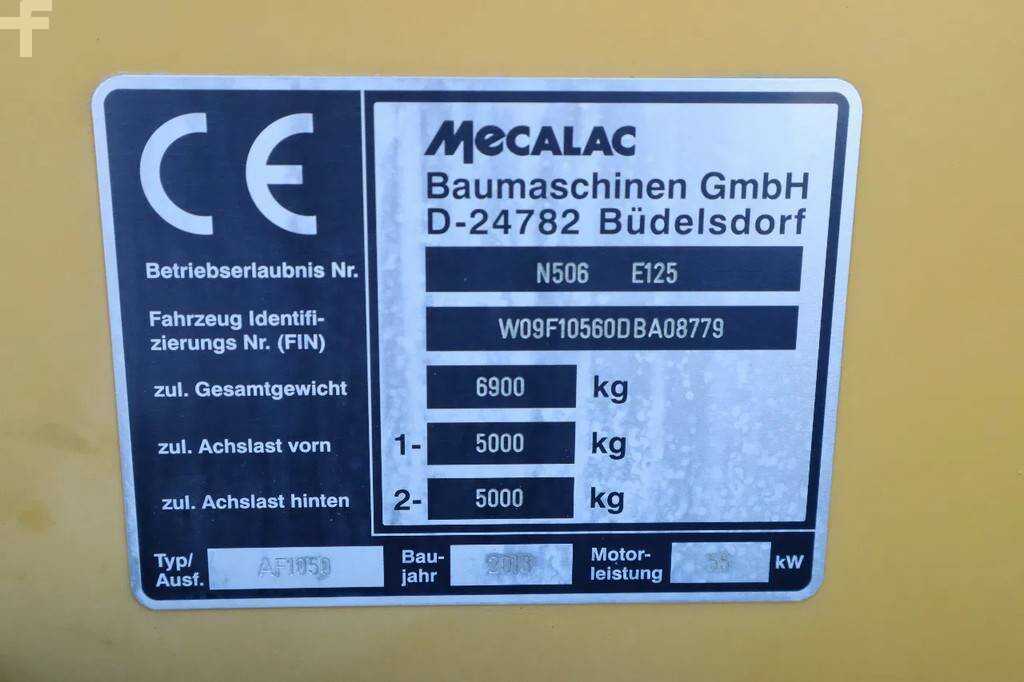 CE
MECALAC
Baumaschinen GmbH
D-24782 Büdelsdorf
Betriebserlaubnis Nr. N506 E125
Fahrzeug Identifi-
zierungs Nr. (FIN) W09F10560DBA08779
zul. Gesamtgewicht 6900 kg
zul. Achslast vorn 1- 5000 kg
zul. Achslast hinten 2- 5000 kg
Typ/
Ausf. AF1050
Bau-
jahr
Motor-
leistung kW